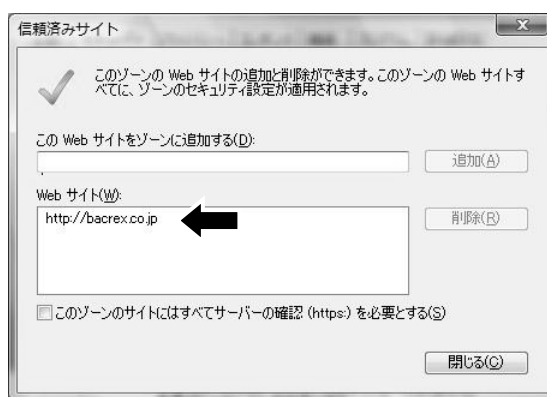 信頼済みサイト
このゾーンの Web サイトの追加と削除ができます。このゾーンの Web サイトす
べてに、ゾーンのセキュリティ設定が適用されます。
この Web サイトをゾーンに追加する(D):
追加(A)
Web サイト(W):
http://bacrex.co.jp
削除(R)
このゾーンのサイトにはすべてサーバーの確認 (https:) を必要とする(S)
閉じる(C)